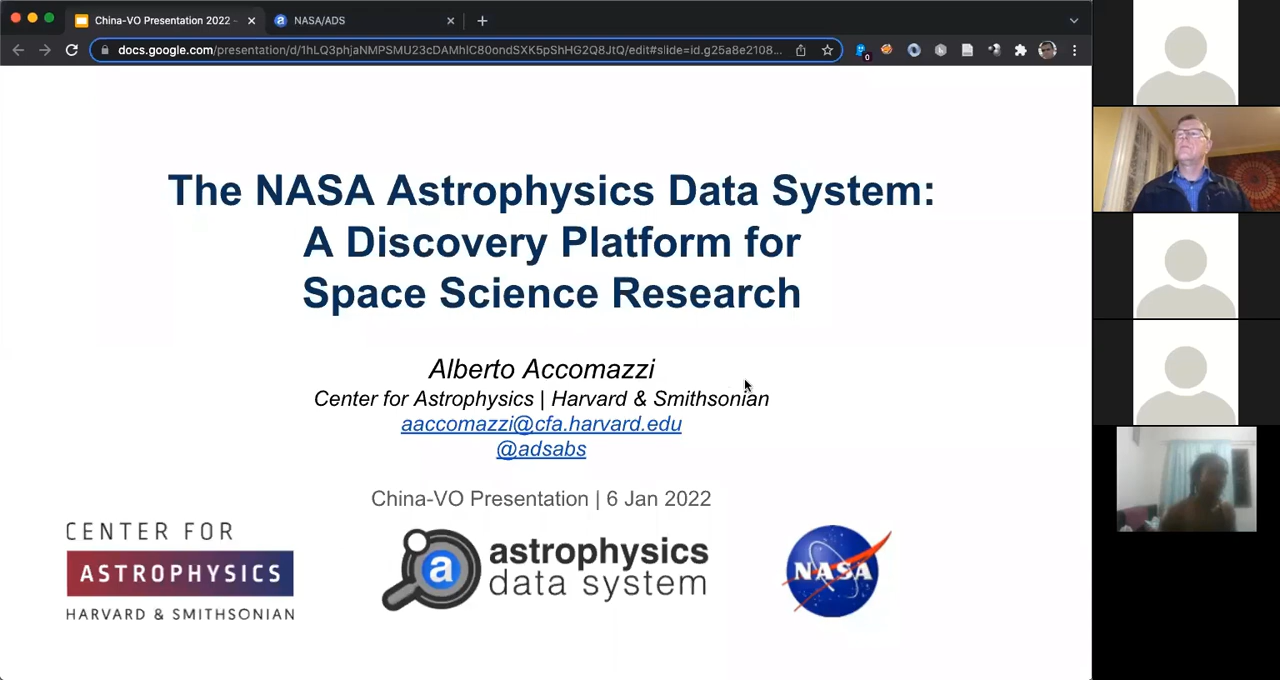 China-VO Presentation 2022 -
NASA/ADS
docs.google.com/presentation/d/1hLQ3phjaNMPSMU23cDAMhlC80ondSXK5pShHG2Q8JtQ/edit#slide=id.g25a8e2108...
0
The NASA Astrophysics Data System:
A Discovery Platform for
Space Science Research
Alberto Accomazzi
Center for Astrophysics | Harvard & Smithsonian
aaccomazzi@cfa.harvard.edu
@adsabs
China-VO Presentation | 6 Jan 2022
CENTER FOR
ASTROPHYSICS
HARVARD & SMITHSONIAN
a
astrophysics
data system
NASA